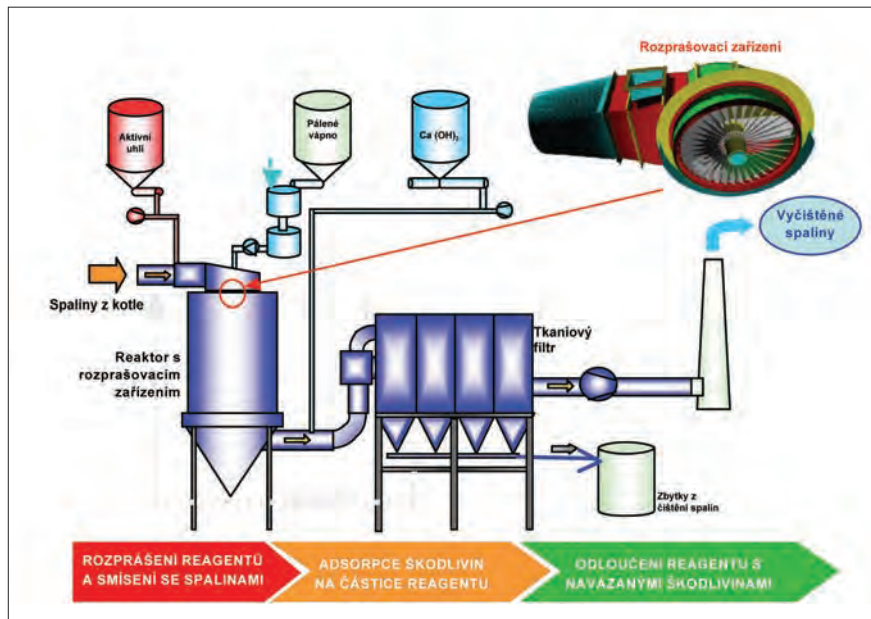 Rozprašovací zařízení
Aktivní
uhlí
Pálené
vápno
Ca (OH)₂
Vyčištěné
spaliny
Spaliny z kotle
Reaktor s
rozprašovacím
zařízením
Tkaniový
filtr
Zbytky z
čištění spalin
ROZPRÁŠENÍ REAGENTŮ
A SMÍSENÍ SE SPALINAMI
ADSORPCE ŠKODLIVIN
NA ČÁSTICE REAGENTU
ODLOUČENÍ REAGENTU S
NAVÁZANÝMI ŠKODLIVINAMI